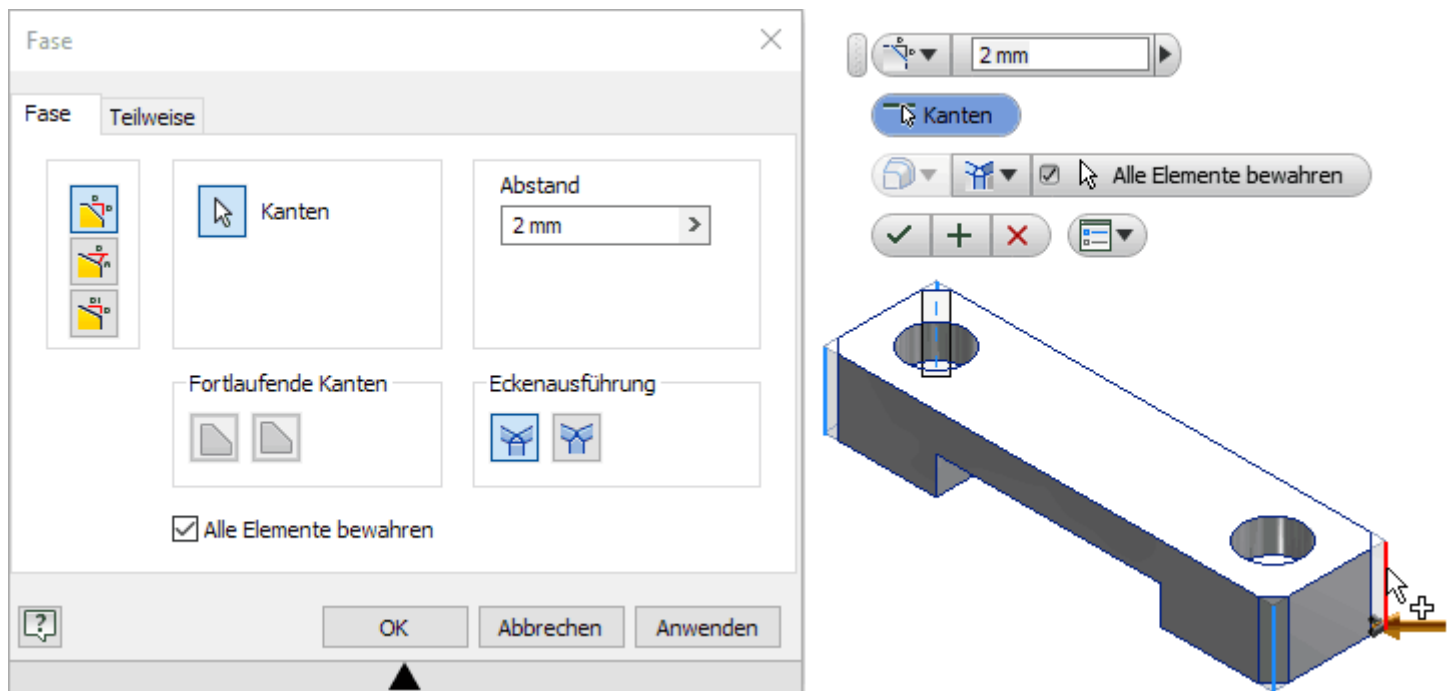 Fase
Fase
Teilweise
Kanten
Abstand
2 mm
Fortlaufende Kanten
Eckenausführung
Alle Elemente bewahren
OK
Abbrechen
Anwenden
2 mm
Kanten
Alle Elemente bewahren